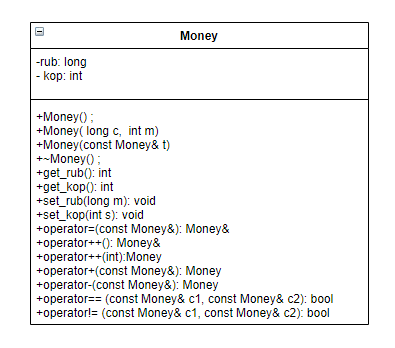 Money
-rub: long
- kop: int
+Money() ;
+Money( long c, int m)
+Money(const Money& t)
+~Money() ;
+get_rub(): int
+get_kop(): int
+set_rub(long m): void
+set_kop(int s): void
+operator=(const Money&): Money&
+operator++(): Money&
+operator++(int):Money
+operator+(const Money&): Money
+operator-(const Money&): Money
+operator== (const Money& c1, const Money& c2): bool
+operator!= (const Money& c1, const Money& c2): bool